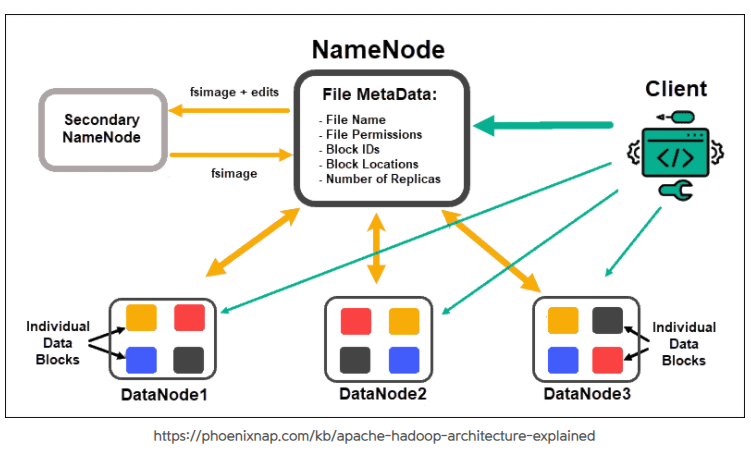 NameNode
fsimage + edits
Secondary
NameNode
fsimage
File MetaData:
- File Name
- File Permissions
- Block IDs
- Block Locations
- Number of Replicas
Client
</>
Individual
Data
Blocks
DataNode1
DataNode2
DataNode3
Individual
Data
Blocks
https://phoenixnap.com/kb/apache-hadoop-architecture-explained